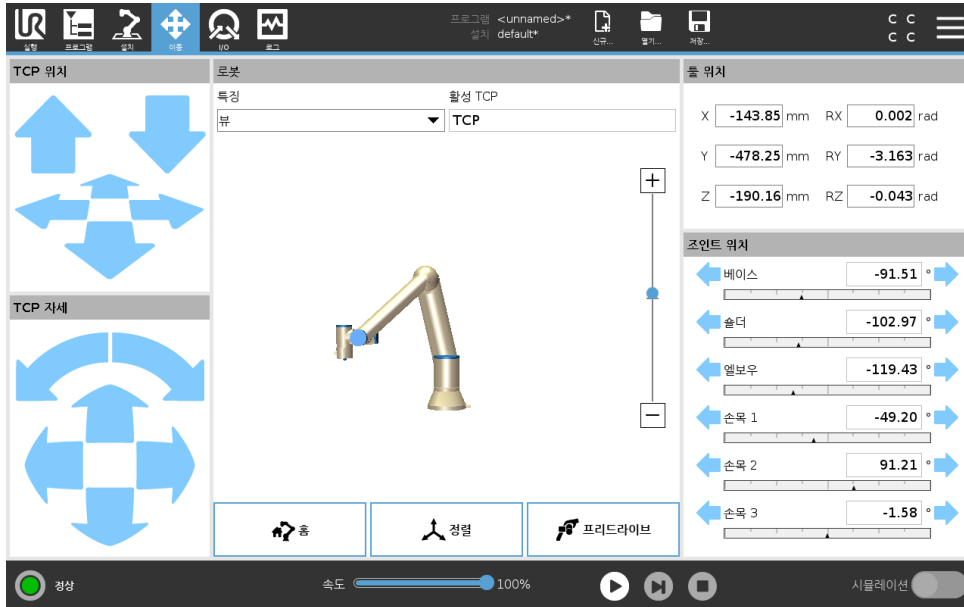 UR
실행
프로그램
설치
이동
I/O
로그
프로그램 <unnamed>*
설치 default*
신규...
열기...
저장...
C C
C C
TCP 위치
TCP 자세
로봇
특징
활성 TCP
뷰
TCP
+
−
홈
정렬
프리드라이브
툴 위치
X -143.85 mm RX 0.002 rad
Y -478.25 mm RY -3.163 rad
Z -190.16 mm RZ -0.043 rad
조인트 위치
베이스 -91.51 °
숄더 -102.97 °
엘보우 -119.43 °
손목 1 -49.20 °
손목 2 91.21 °
손목 3 -1.58 °
정상
속도 100%
시뮬레이션